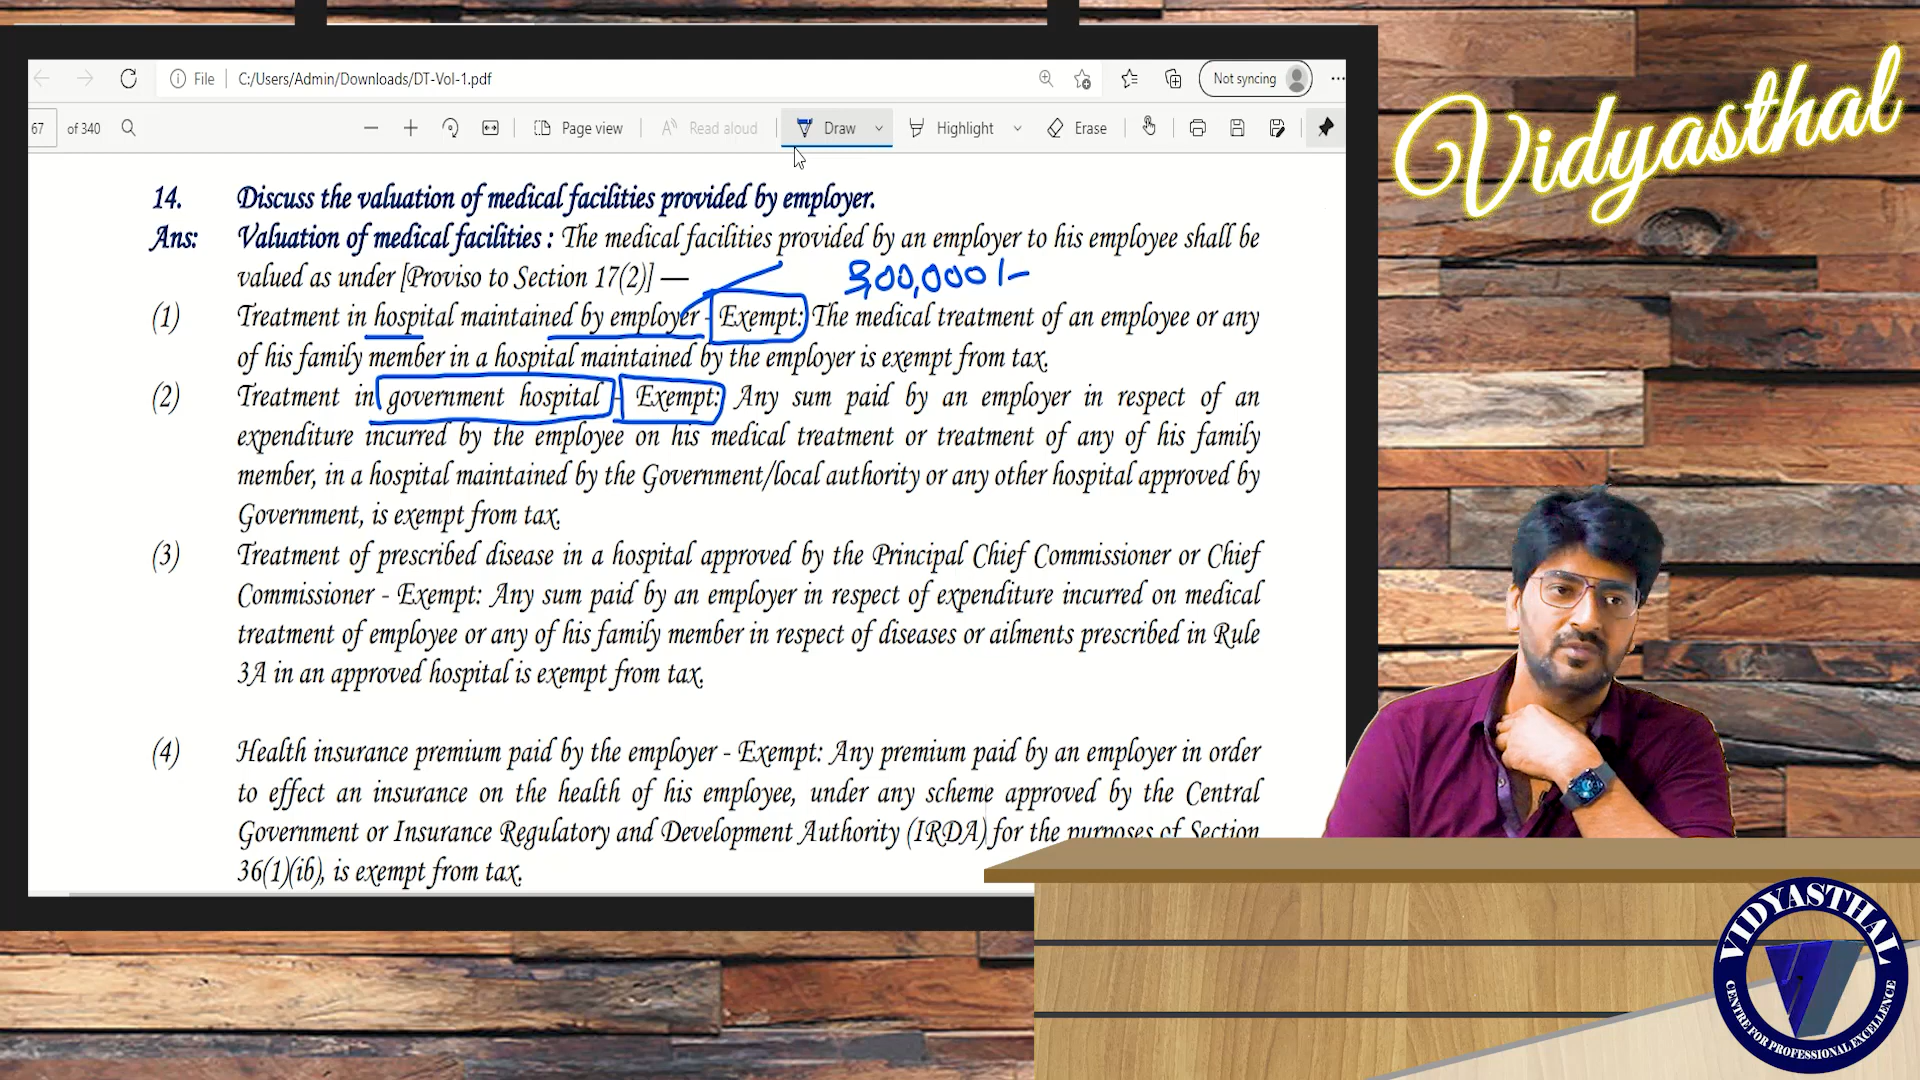 File C:/Users/Admin/Downloads/DT-Vol-1.pdf Not syncing
67 of 340 Page view Read aloud Draw Highlight Erase
Vidyasthal
14. Discuss the valuation of medical facilities provided by employer.
Ans: Valuation of medical facilities : The medical facilities provided by an employer to his employee shall be
valued as under [Proviso to Section 17(2)] —
3,00,000/-
(1) Treatment in hospital maintained by employer - Exempt: The medical treatment of an employee or any
of his family member in a hospital maintained by the employer is exempt from tax.
(2) Treatment in government hospital - Exempt: Any sum paid by an employer in respect of an
expenditure incurred by the employee on his medical treatment or treatment of any of his family
member, in a hospital maintained by the Government/local authority or any other hospital approved by
Government, is exempt from tax.
(3) Treatment of prescribed disease in a hospital approved by the Principal Chief Commissioner or Chief
Commissioner - Exempt: Any sum paid by an employer in respect of expenditure incurred on medical
treatment of employee or any of his family member in respect of diseases or ailments prescribed in Rule
3A in an approved hospital is exempt from tax.
(4) Health insurance premium paid by the employer - Exempt: Any premium paid by an employer in order
to effect an insurance on the health of his employee, under any scheme approved by the Central
Government or Insurance Regulatory and Development Authority (IRDA) for the purposes of Section
36(1)(ib), is exempt from tax.
VIDYASTHAL
CENTRE FOR PROFESSIONAL EXCELLENCE